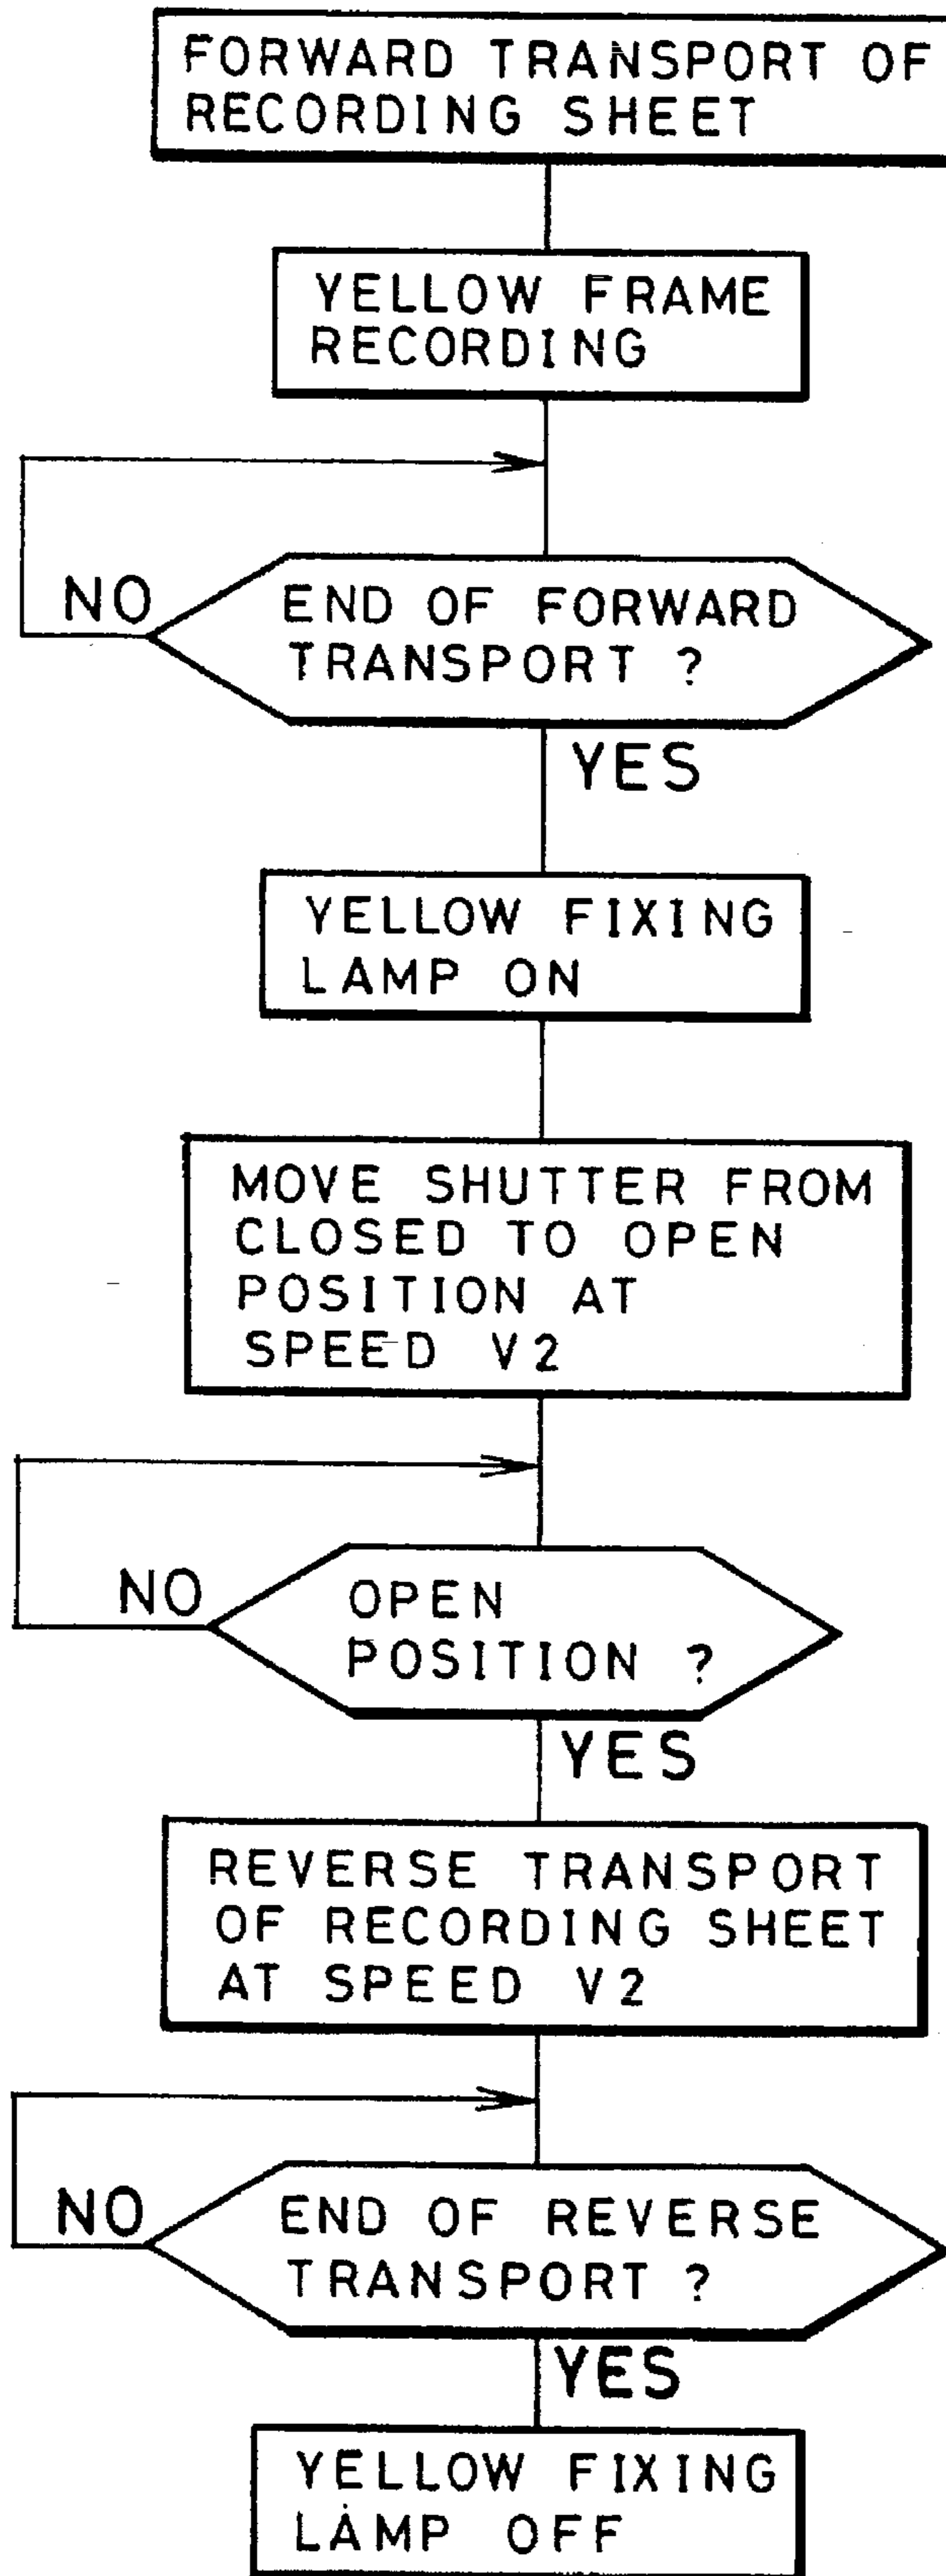 FORWARD TRANSPORT OF
RECORDING SHEET
YELLOW FRAME
RECORDING
NO
END OF FORWARD
TRANSPORT ?
YES
YELLOW FIXING
LAMP ON
MOVE SHUTTER FROM
CLOSED TO OPEN
POSITION AT
SPEED V2
NO
OPEN
POSITION ?
YES
REVERSE TRANSPORT
OF RECORDING SHEET
AT SPEED V2
NO
END OF REVERSE
TRANSPORT ?
YES
YELLOW FIXING
LAMP OFF